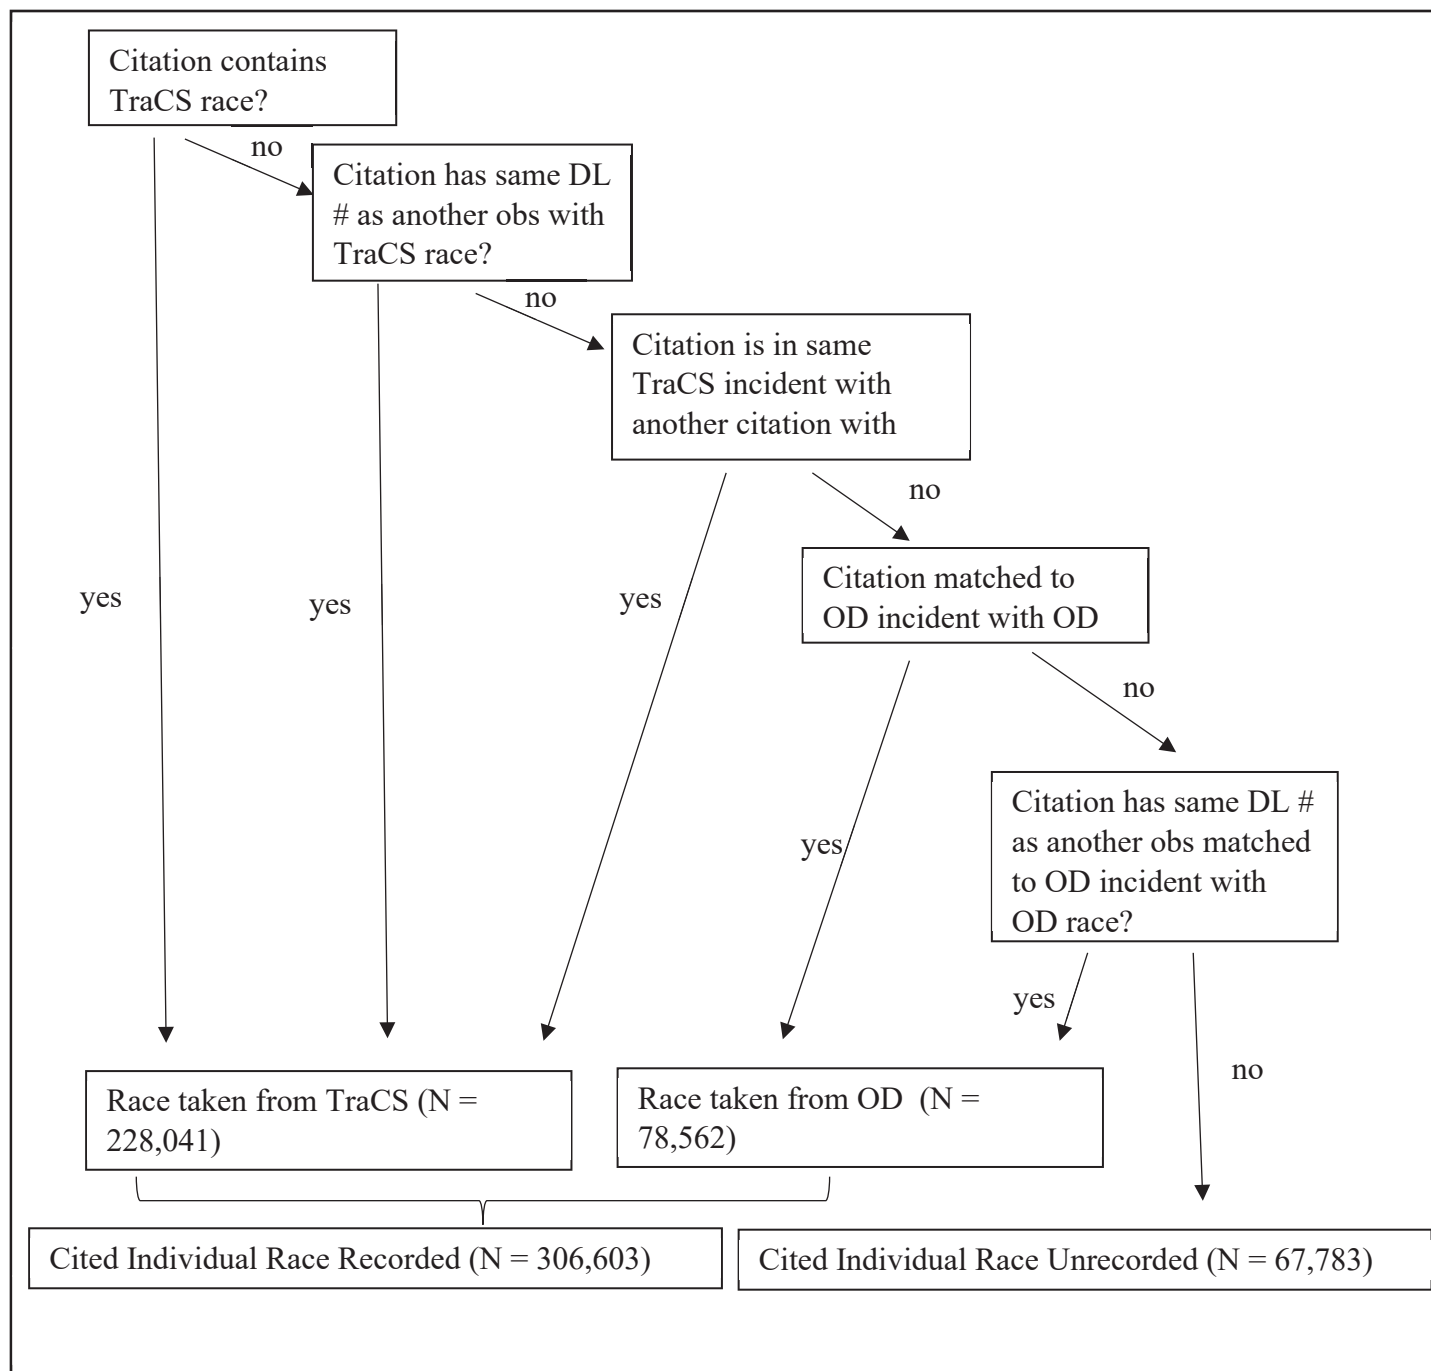 Citation contains
TraCS race?
no
Citation has same DL
# as another obs with
TraCS race?
no
Citation is in same
TraCS incident with
another citation with
no
Citation matched to
OD incident with OD
yes
yes
yes
no
Citation has same DL #
as another obs matched
to OD incident with
OD race?
yes
yes
no
Race taken from TraCS (N =
228,041)
Race taken from OD (N =
78,562)
Cited Individual Race Recorded (N = 306,603)
Cited Individual Race Unrecorded (N = 67,783)